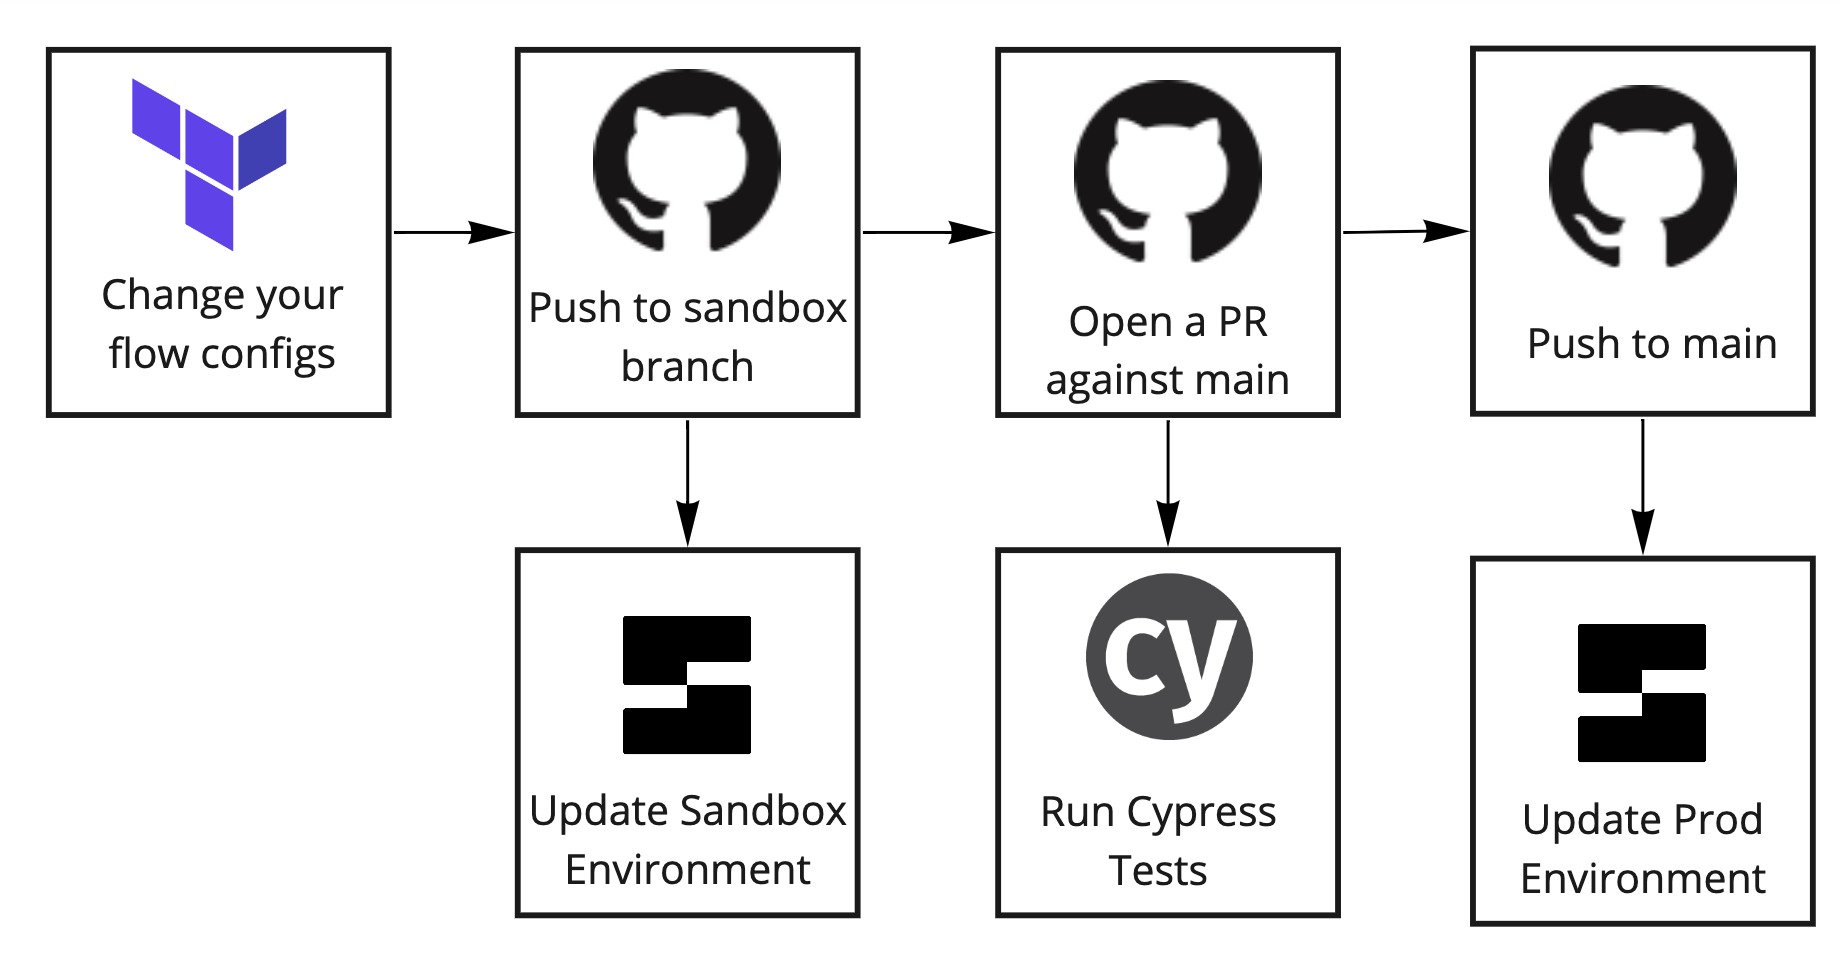 Change your
flow configs
Push to sandbox
branch
Open a PR
against main
Push to main
Update Sandbox
Environment
cy
Run Cypress
Tests
Update Prod
Environment